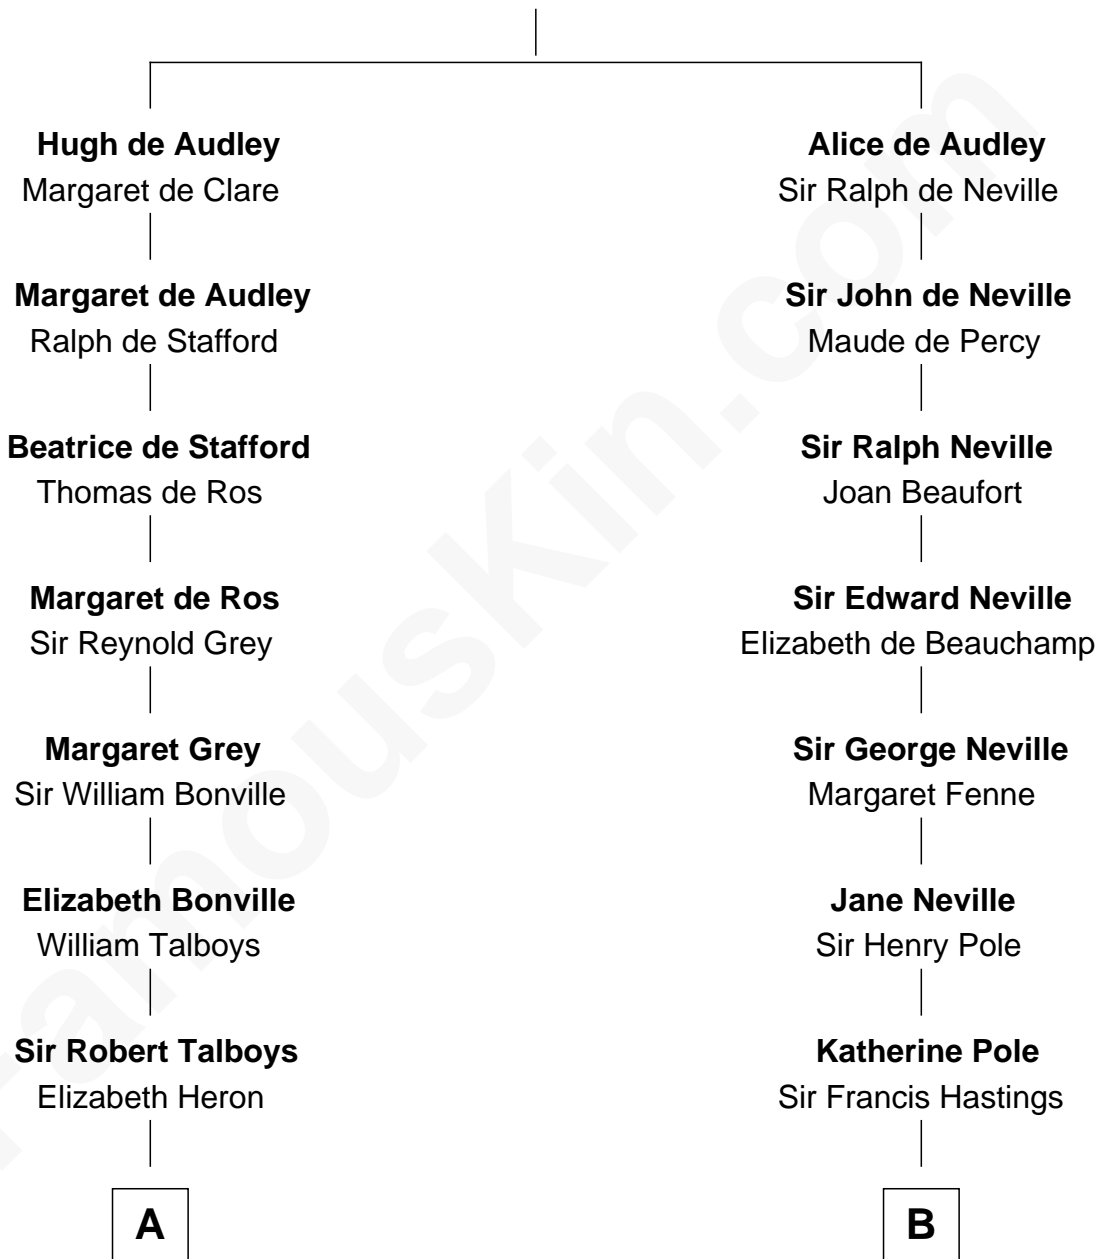 Hugh de Audley
Margaret de Clare
Margaret de Audley
Ralph de Stafford
Beatrice de Stafford
Thomas de Ros
Margaret de Ros
Sir Reynold Grey
Margaret Grey
Sir William Bonville
Elizabeth Bonville
William Talboys
Sir Robert Talboys
Elizabeth Heron
A
Alice de Audley
Sir Ralph de Neville
Sir John de Neville
Maude de Percy
Sir Ralph Neville
Joan Beaufort
Sir Edward Neville
Elizabeth de Beauchamp
Sir George Neville
Margaret Fenne
Jane Neville
Sir Henry Pole
Katherine Pole
Sir Francis Hastings
B
FamousKin.com